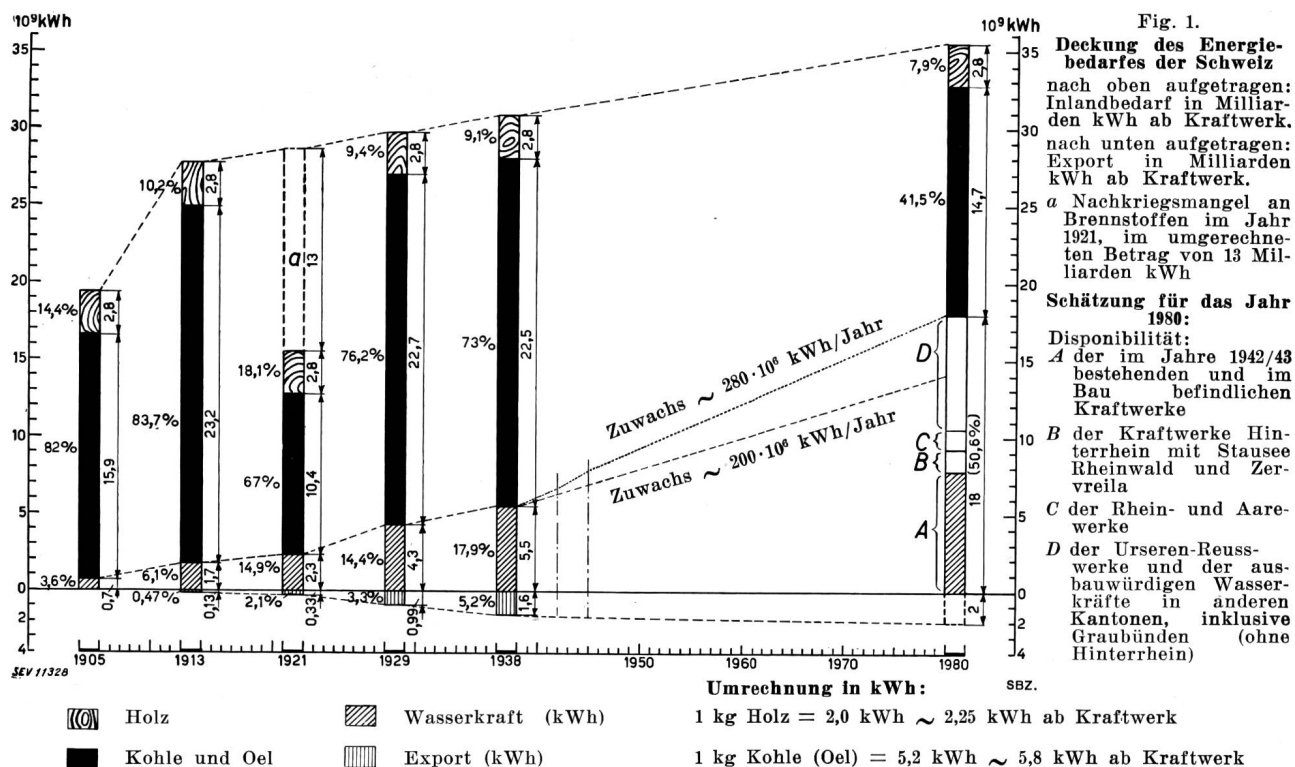 10⁹kWh
35
30
25
20
15
10
5
0
2
4
14,4%
2,8
82%
15,9
3,6%
0,7
10,2%
2,8
83,7%
23,2
6,1%
1,7
0,47%
0,13
a
13
18,1%
2,8
67%
10,4
14,9%
2,3
2,1%
0,33
9,4%
2,8
76,2%
22,7
14,4%
4,3
3,3%
0,99
9,1%
2,8
73%
22,5
17,9%
5,5
5,2%
1,6
Zuwachs ~ 280·10⁶ kWh/Jahr
Zuwachs ~ 200·10⁶ kWh/Jahr
7,9%
2,8
41,5%
14,7
D
C
B
A
18 (50,6%)
2
10⁹kWh
35
30
25
20
15
10
5
0
2
4
1905
1913
1921
1929
1938
1950
1960
1970
1980
SEV 11328
SBZ.
Fig. 1.
Deckung des Energie-
bedarfes der Schweiz
nach oben aufgetragen:
Inlandbedarf in Milliar-
den kWh ab Kraftwerk.
nach unten aufgetragen:
Export in Milliarden
kWh ab Kraftwerk.
a Nachkriegsmangel an
Brennstoffen im Jahr
1921, im umgerechne-
ten Betrag von 13 Mil-
liarden kWh
Schätzung für das Jahr
1980:
Disponibilität:
A der im Jahre 1942/43
bestehenden und im
Bau befindlichen
Kraftwerke
B der Kraftwerke Hin-
terrhein mit Stausee
Rheinwald und Zer-
vreila
C der Rhein- und Aare-
werke
D der Urseren-Reuss-
werke und der aus-
bauwürdigen Wasser-
kräfte in anderen
Kantonen, inklusive
Graubünden (ohne
Hinterrhein)
Holz
Kohle und Oel
Wasserkraft (kWh)
Export (kWh)
Umrechnung in kWh:
1 kg Holz = 2,0 kWh ~ 2,25 kWh ab Kraftwerk
1 kg Kohle (Oel) = 5,2 kWh ~ 5,8 kWh ab Kraftwerk